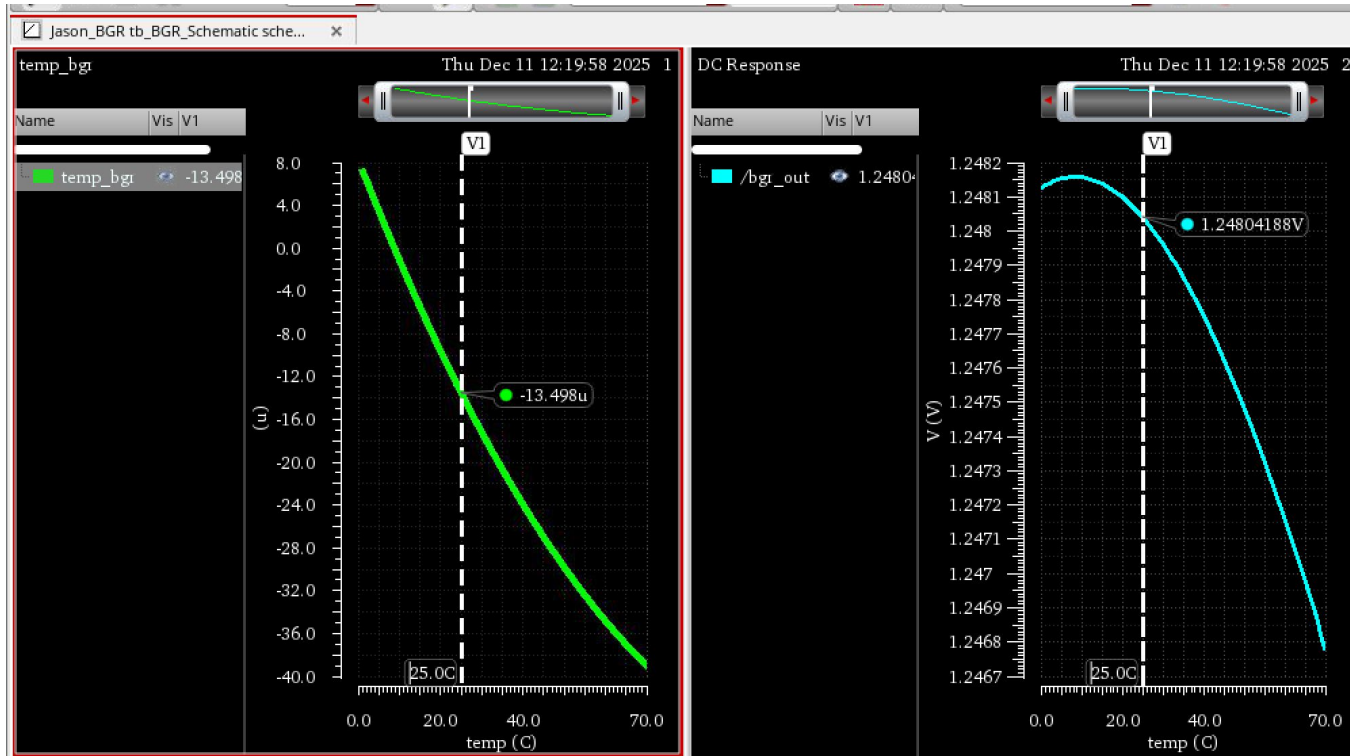 Jason_BGR tb_BGR_Schematic sche... ×
temp_bgr Thu Dec 11 12:19:58 2025 1
Name Vis V1
temp_bgr -13.498
V1
8.0
4.0
0.0
-4.0
-8.0
-12.0
-16.0
-20.0
-24.0
-28.0
-32.0
-36.0
-40.0
(u)
-13.498u
25.0C
0.0 20.0 40.0 70.0
temp (C)
DC Response Thu Dec 11 12:19:58 2025 2
Name Vis V1
/bgr_out 1.24804
V1
1.2482
1.2481
1.248
1.2479
1.2478
1.2477
1.2476
1.2475
1.2474
1.2473
1.2472
1.2471
1.247
1.2469
1.2468
1.2467
V (V)
1.24804188V
25.0C
0.0 20.0 40.0 70.0
temp (C)